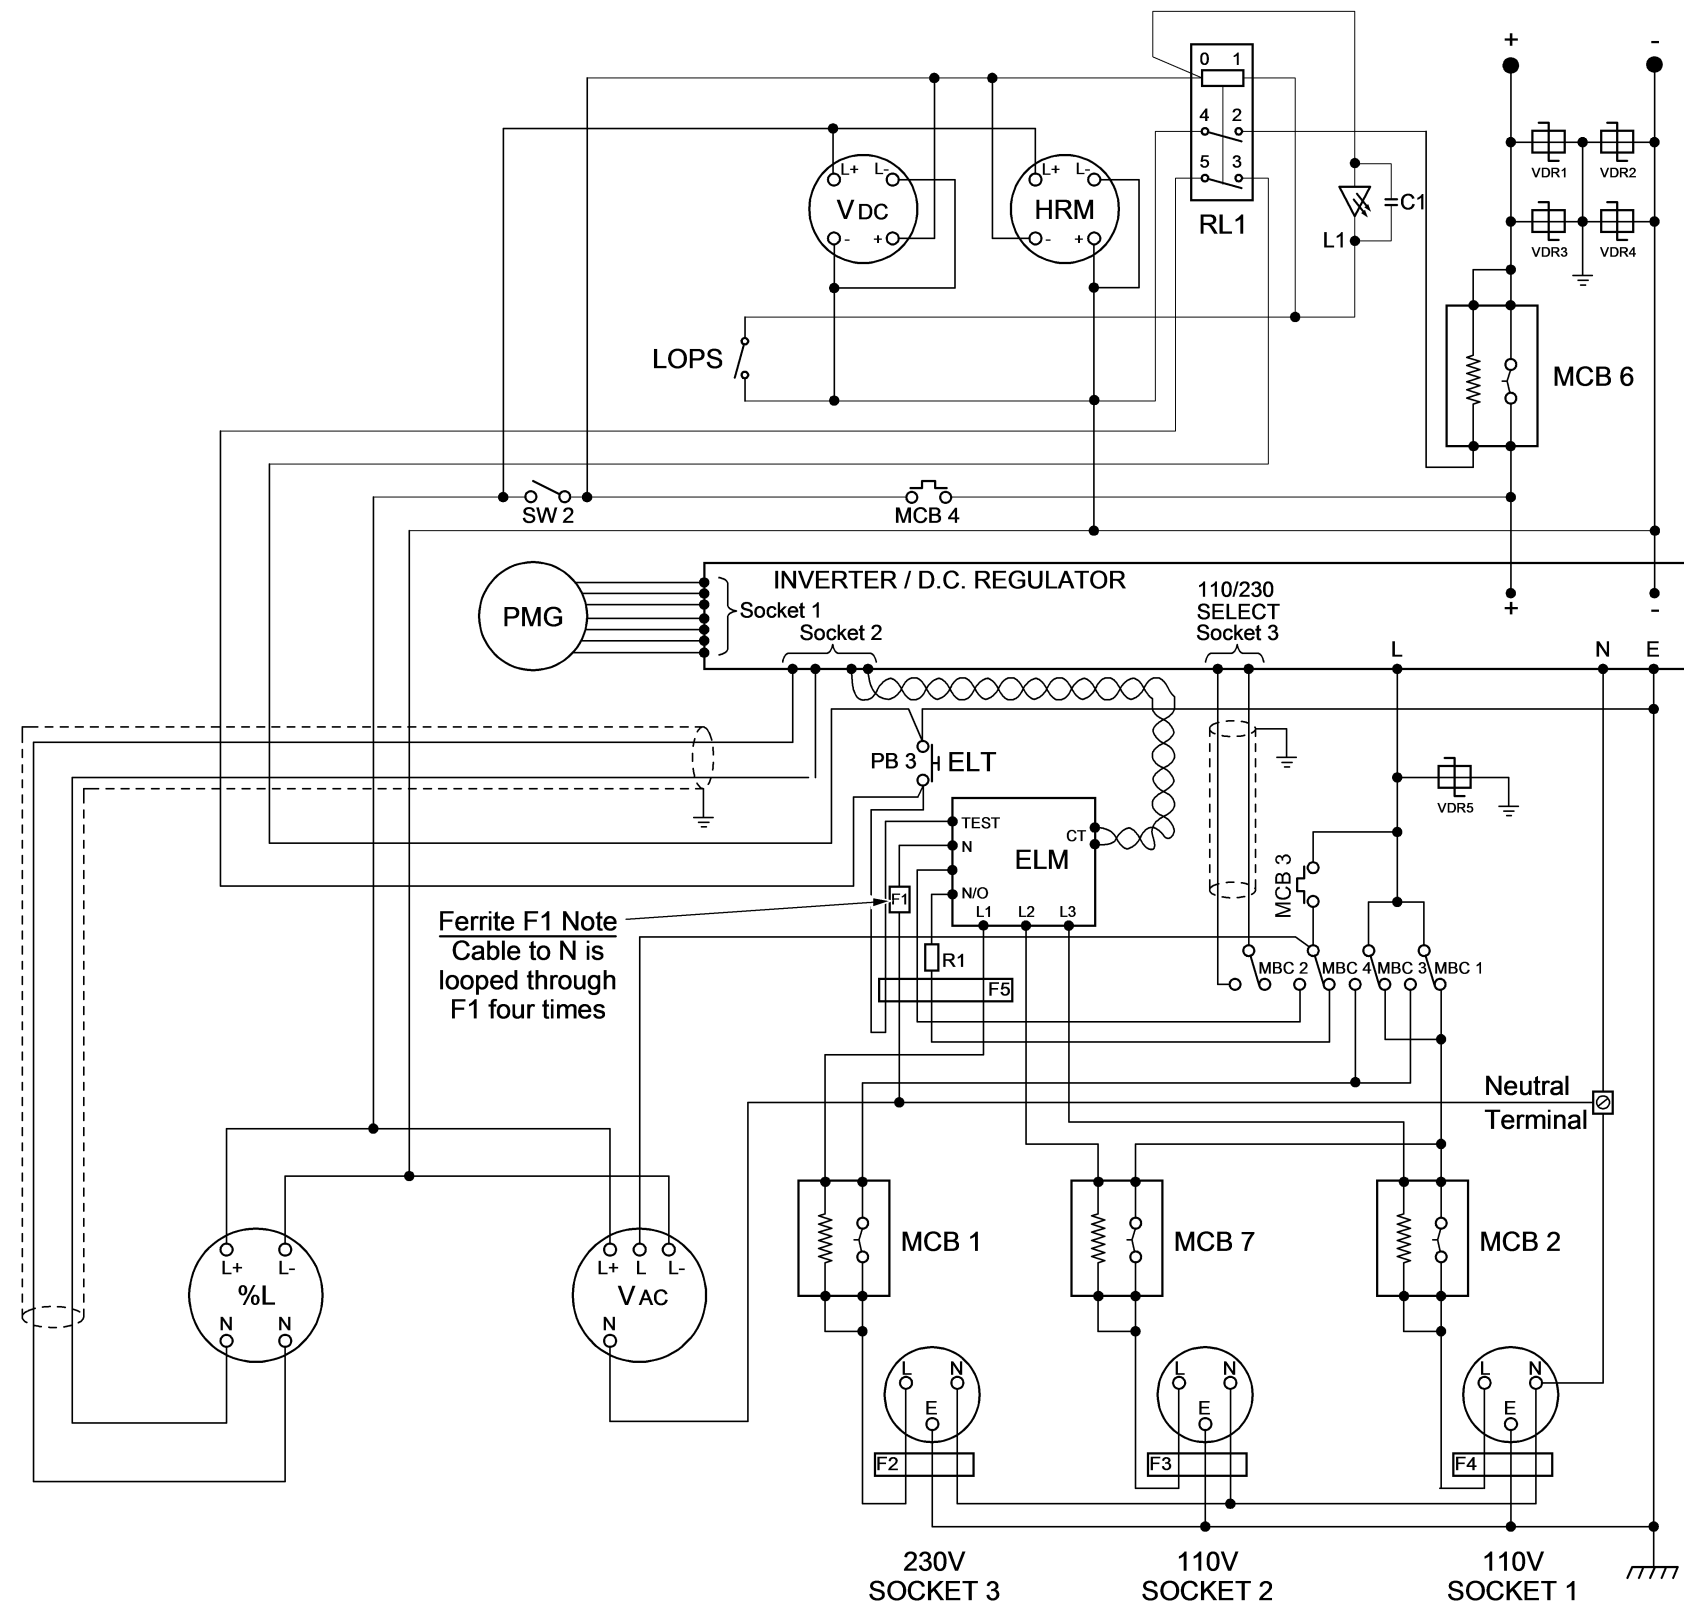 0 1
4 2
5 3
RL1
+
-
VDR1
VDR2
VDR3
VDR4
L+ L-
VDC
- +
L+ L-
HRM
- +
C1
L1
LOPS
MCB 6
SW 2
MCB 4
INVERTER / D.C. REGULATOR
PMG
Socket 1
Socket 2
110/230
SELECT
Socket 3
+
-
L
N
E
PB 3
ELT
VDR5
TEST
N
CT
ELM
N/O
L1 L2 L3
MCB 3
F1
Ferrite F1 Note
Cable to N is
looped through
F1 four times
R1
F5
MBC 2
MBC 4
MBC 3
MBC 1
Neutral
Terminal
L+ L-
%L
N N
L+ L L-
VAC
N
MCB 1
MCB 7
MCB 2
L N
E
F2
L N
E
F3
L N
E
F4
230V
SOCKET 3
110V
SOCKET 2
110V
SOCKET 1